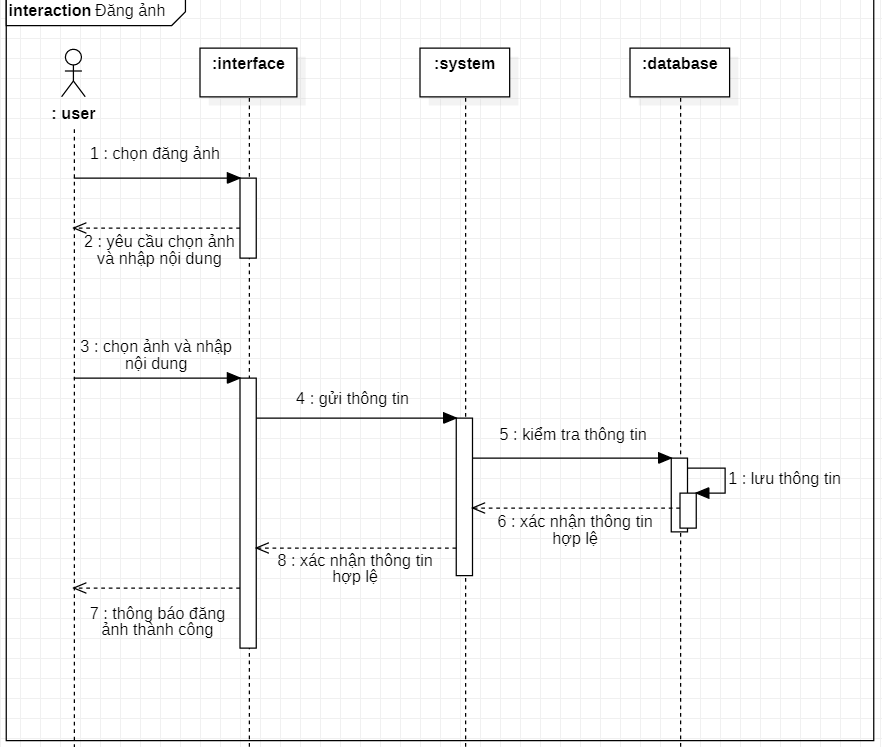 interaction Đăng ảnh
:interface
:system
:database
: user
1 : chọn đăng ảnh
2 : yêu cầu chọn ảnh
và nhập nội dung
3 : chọn ảnh và nhập
nội dung
4 : gửi thông tin
5 : kiểm tra thông tin
1 : lưu thông tin
6 : xác nhận thông tin
hợp lệ
8 : xác nhận thông tin
hợp lệ
7 : thông báo đăng
ảnh thành công